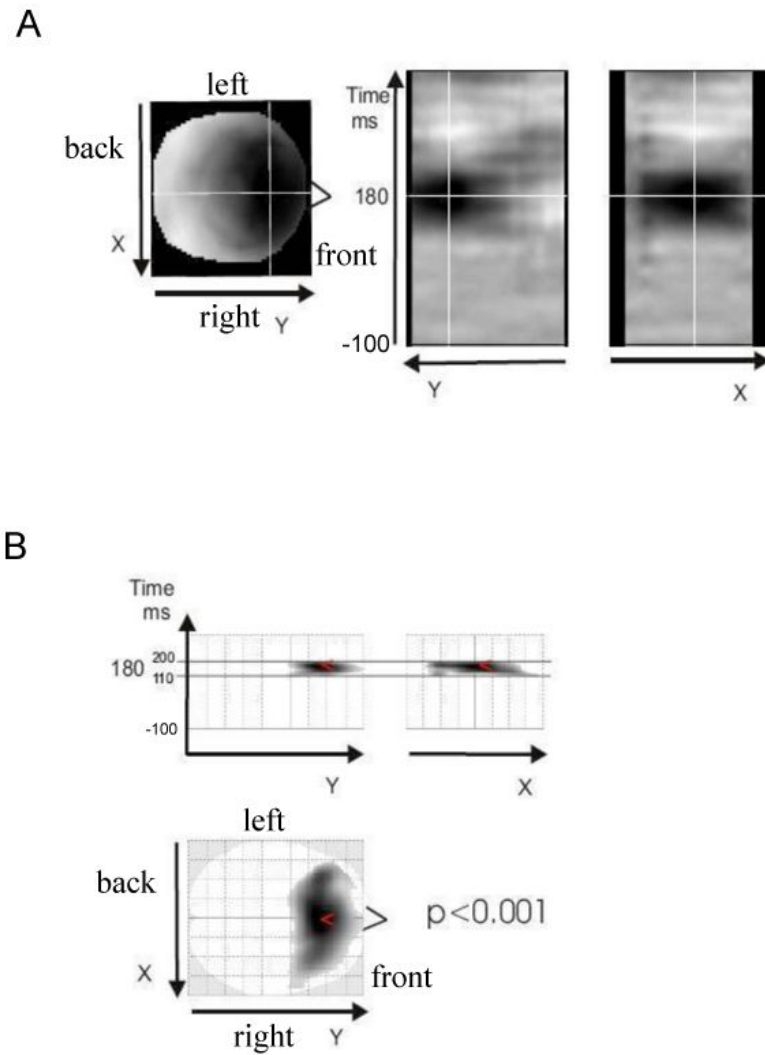 A
left
back
X
front
right Y
Time
ms
180
-100
Y
X
B
Time
ms
180
200
110
-100
Y
X
left
back
X
front
right
Y
p<0.001